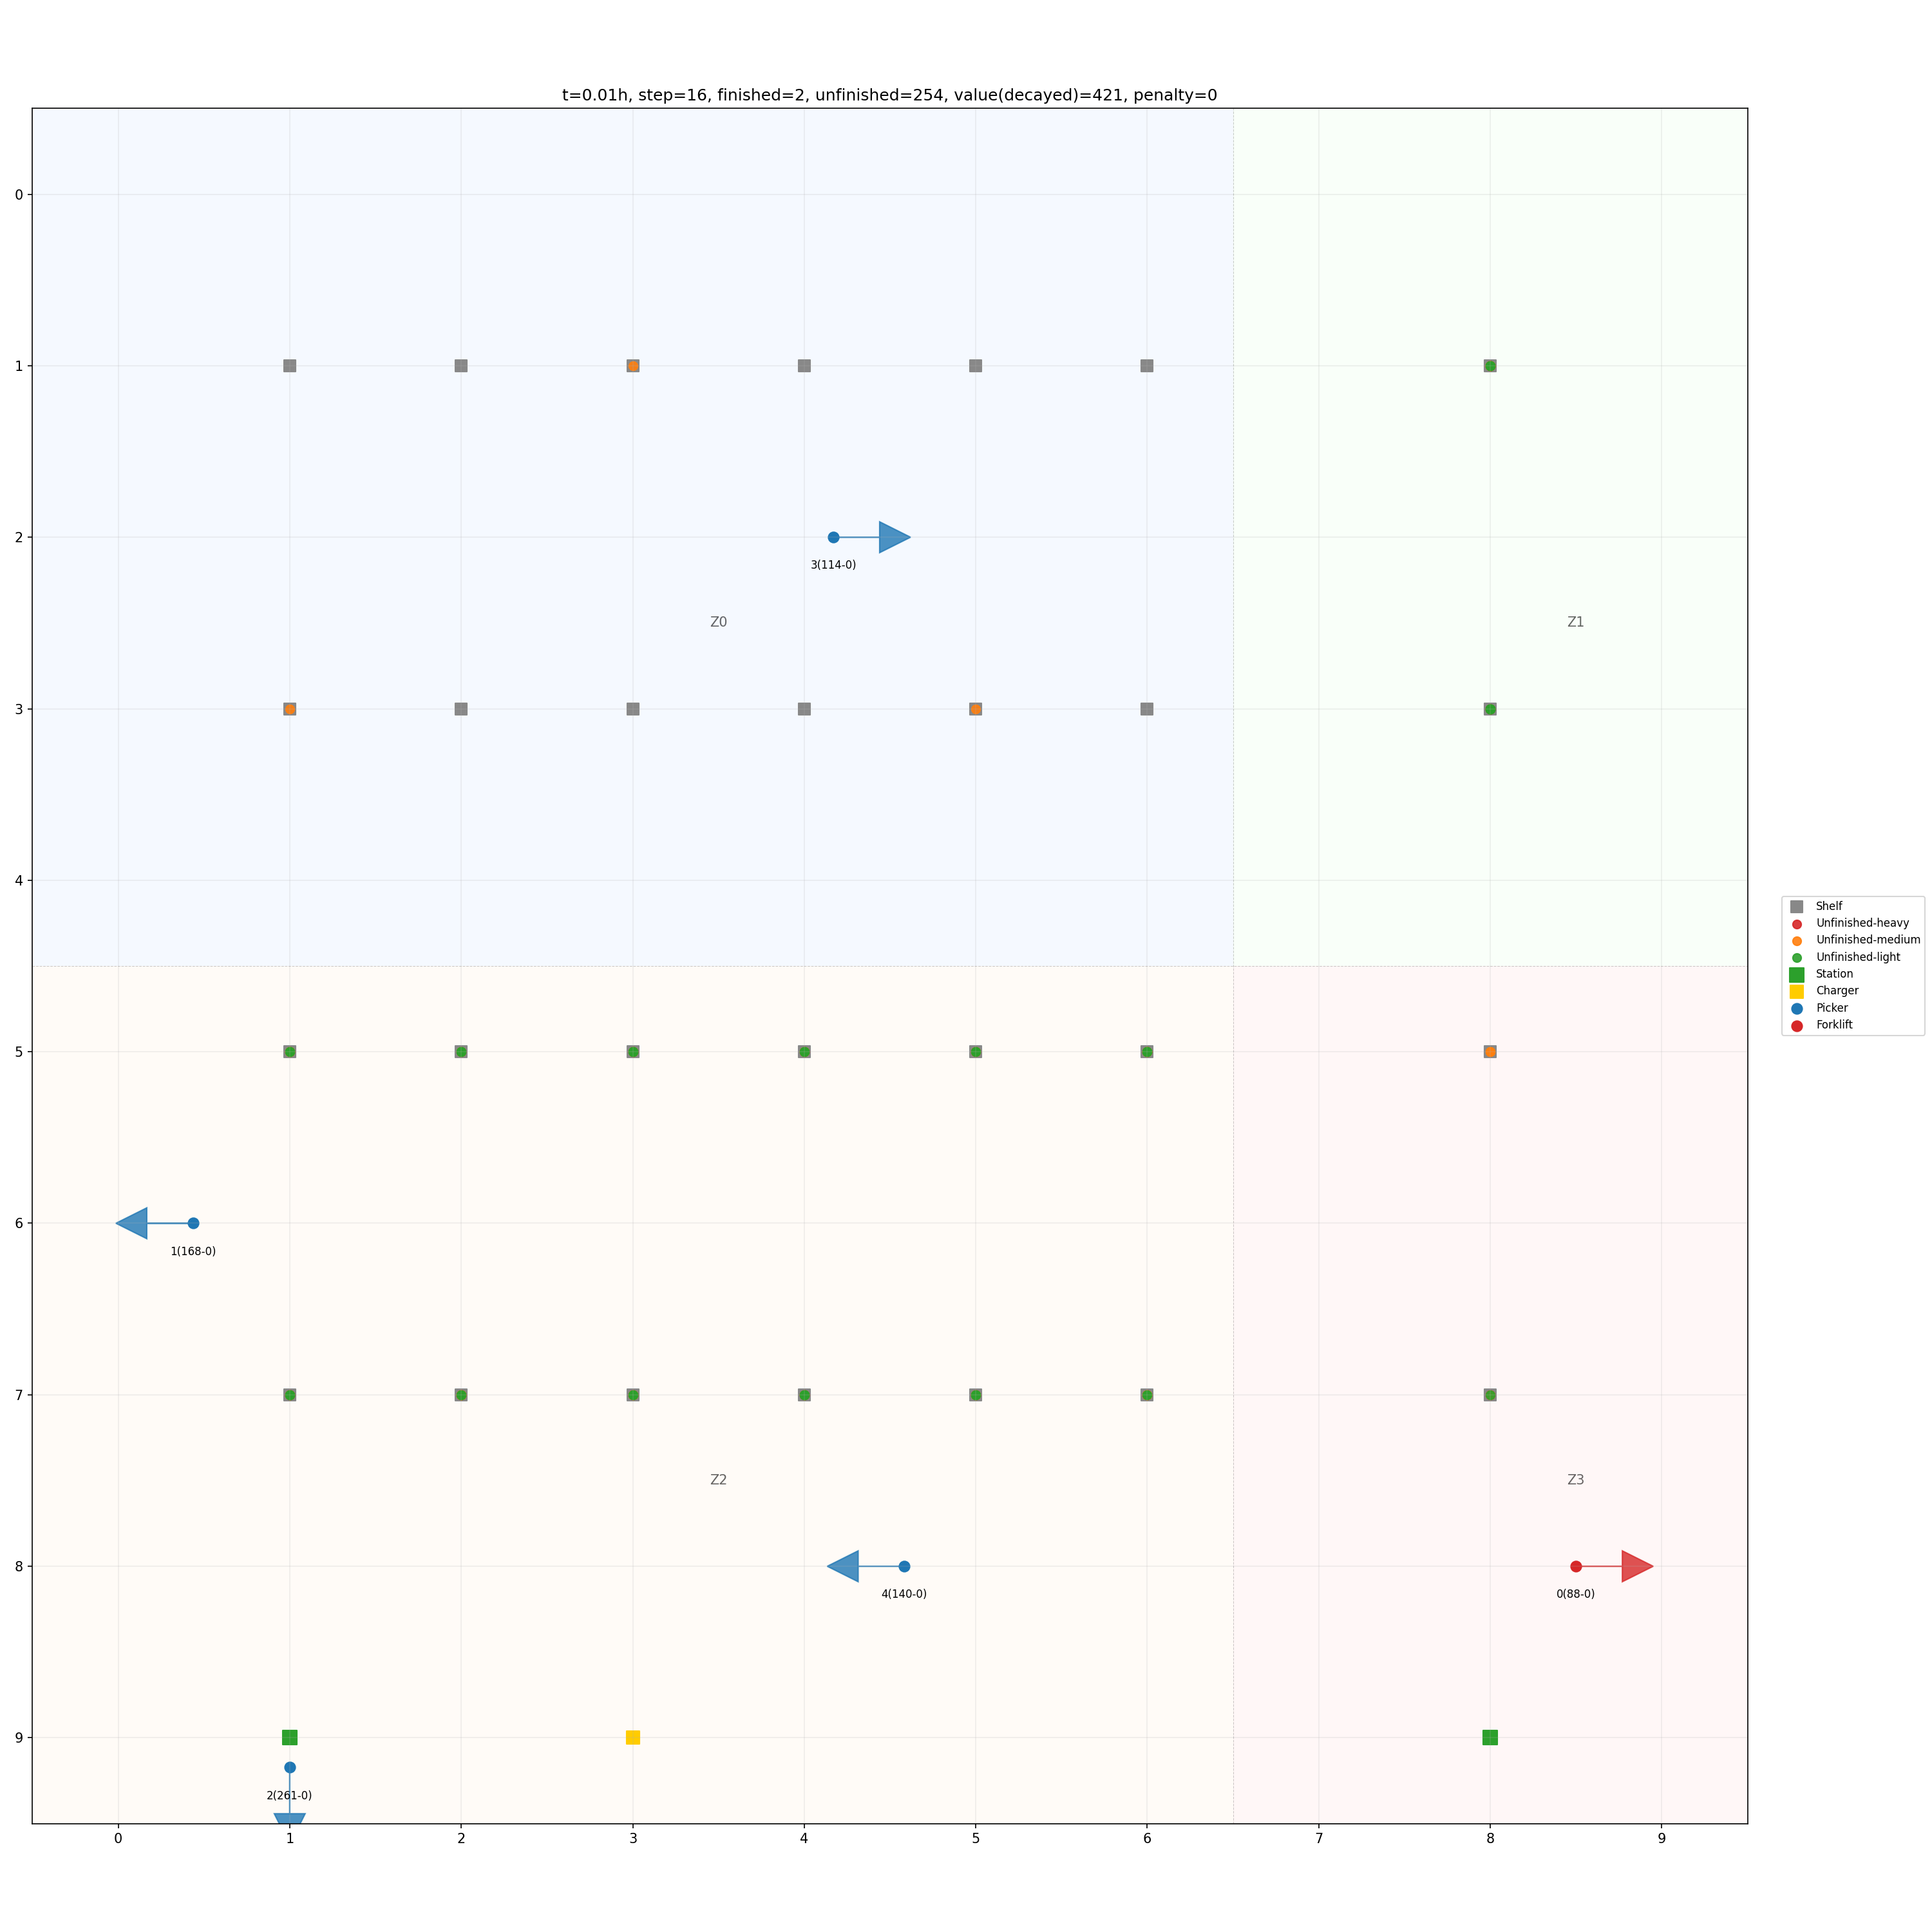 t=0.01h, step=16, finished=2, unfinished=254, value(decayed)=421, penalty=0
0
1
2
3(114-0)
Z0
Z1
3
4
Shelf
Unfinished-heavy
Unfinished-medium
Unfinished-light
Station
Charger
Picker
Forklift
5
6
1(168-0)
7
Z2
Z3
8
4(140-0)
0(88-0)
9
2(261-0)
0 1 2 3 4 5 6 7 8 9